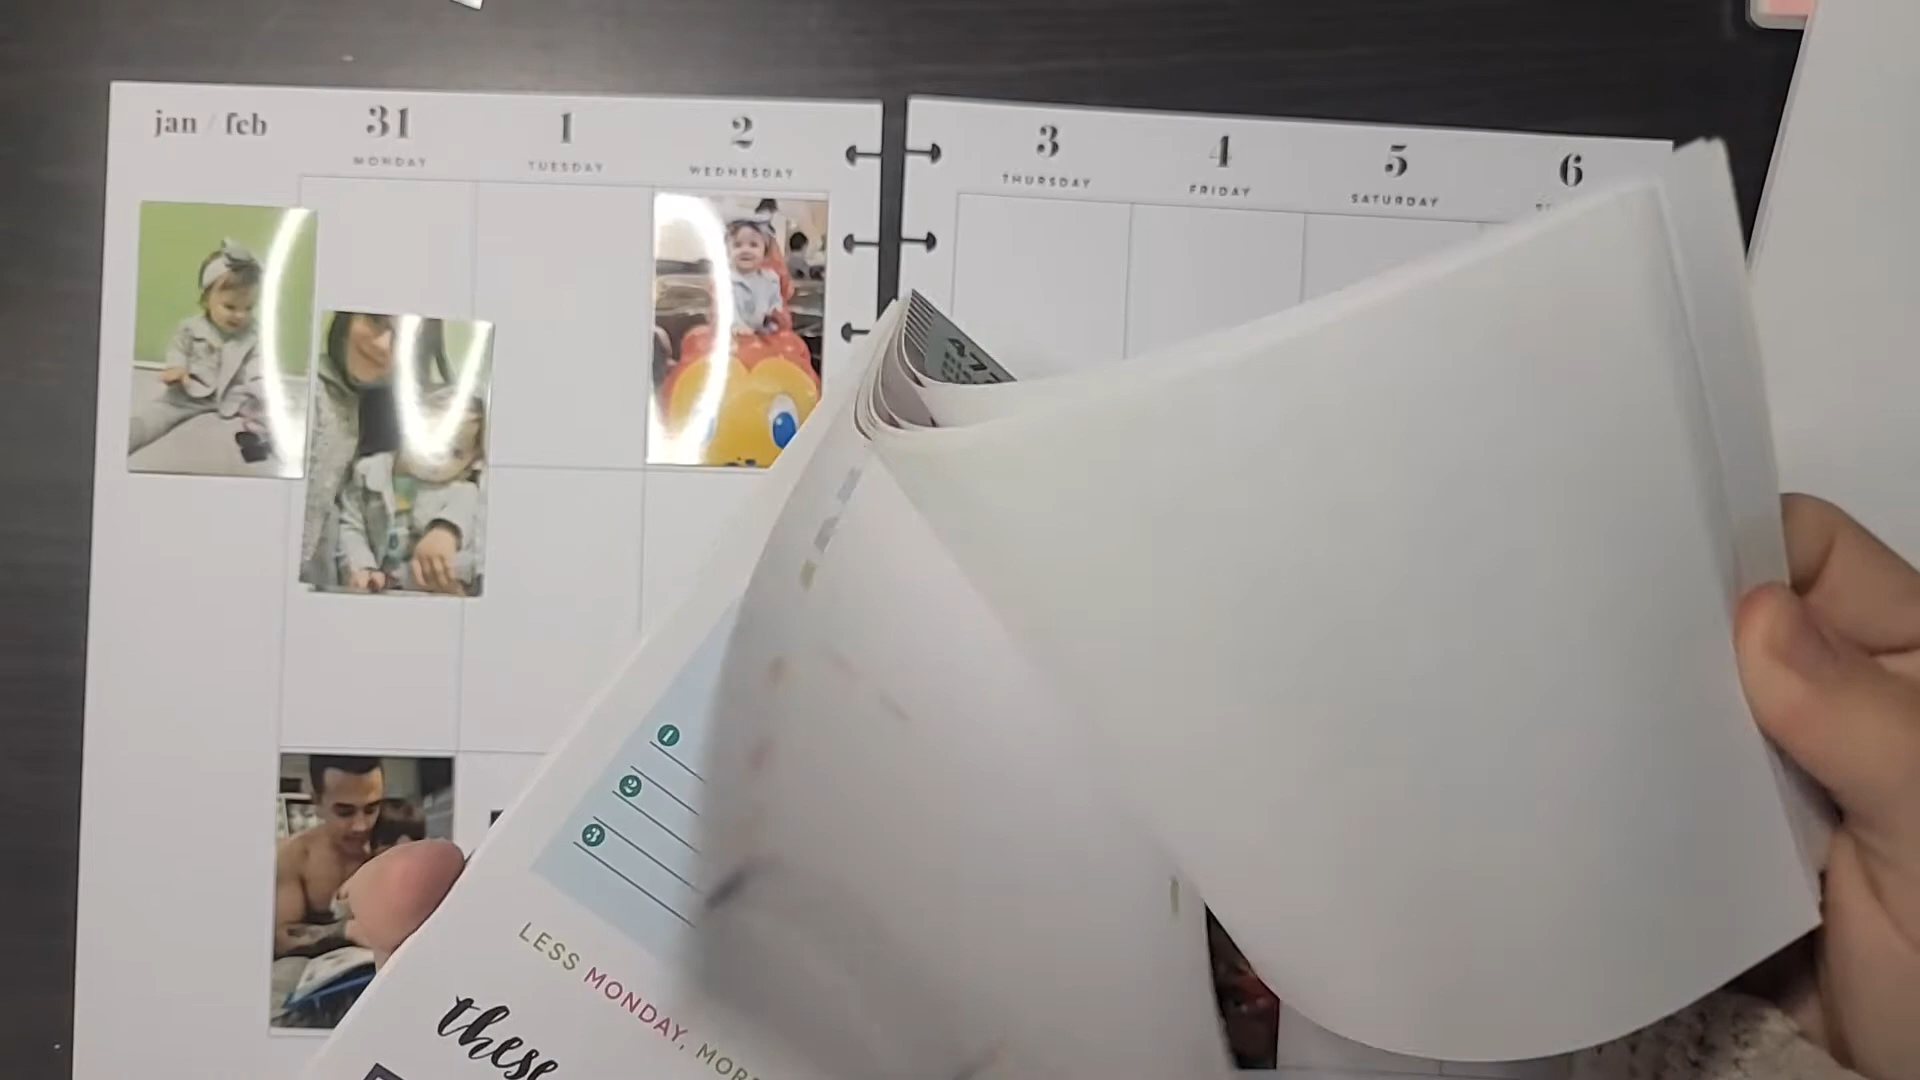 jan / feb
31
MONDAY
1
TUESDAY
2
WEDNESDAY
3
THURSDAY
4
FRIDAY
5
SATURDAY
6
477
1
2
3
LESS MONDAY,
these